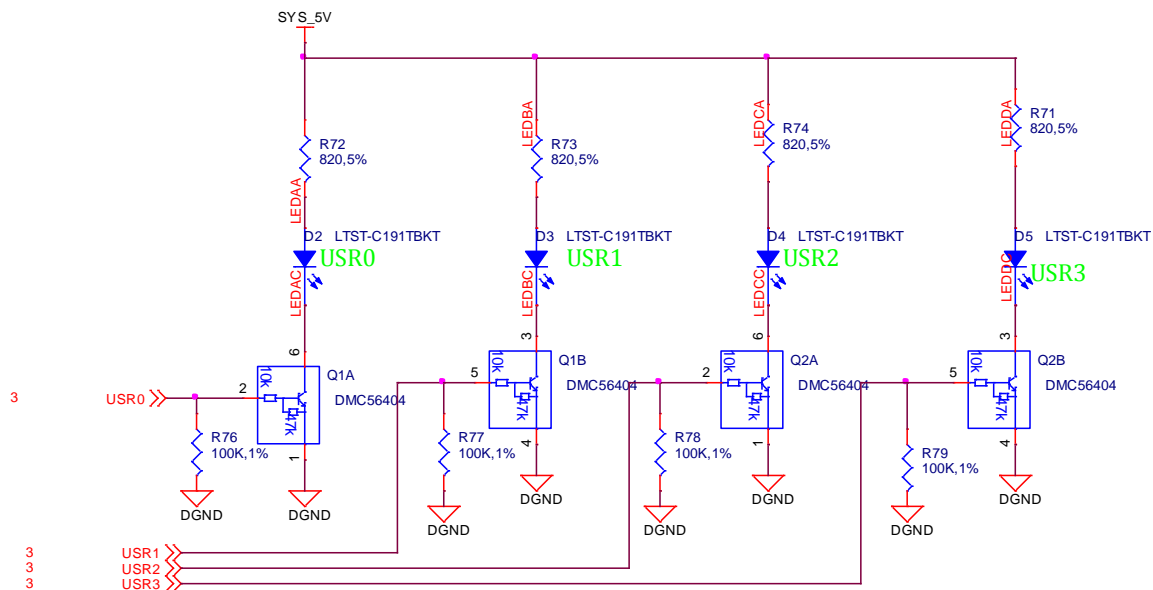 SYS_5V
LEDBA
LEDCA
LEDDA
R72
820,5%
R73
820,5%
R74
820,5%
R71
820,5%
LEDAA
D2 LTST-C191TBKT
USR0
D3 LTST-C191TBKT
USR1
D4 LTST-C191TBKT
USR2
D5 LTST-C191TBKT
USR3
LEDAC
LEDBC
LEDCC
LEDDC
6
3
6
3
10k
47k
Q1A
DMC56404
10k
47k
Q1B
DMC56404
10k
47k
Q2A
DMC56404
10k
47k
Q2B
DMC56404
3 USR0
2
5
2
5
R76
100K,1%
R77
100K,1%
R78
100K,1%
R79
100K,1%
1
4
1
4
DGND
DGND
DGND
DGND
DGND
DGND
DGND
DGND
3 USR1
3 USR2
3 USR3